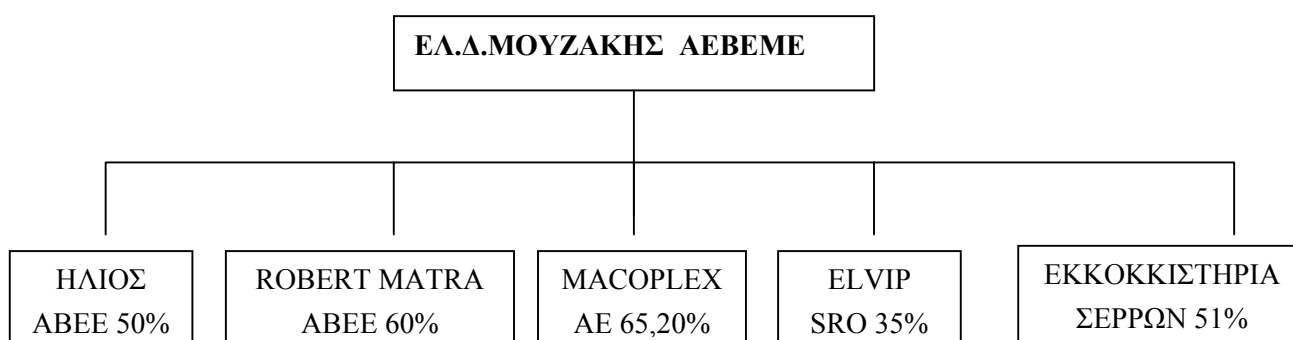 ΕΛ.Δ.ΜΟΥΖΑΚΗΣ ΑΕΒΕΜΕ
ΗΛΙΟΣ
ΑΒΕΕ 50%
ROBERT MATRA
ΑΒΕΕ 60%
MACOPLEX
ΑΕ 65,20%
ELVIP
SRO 35%
ΕΚΚΟΚΚΙΣΤΗΡΙΑ
ΣΕΡΡΩΝ 51%